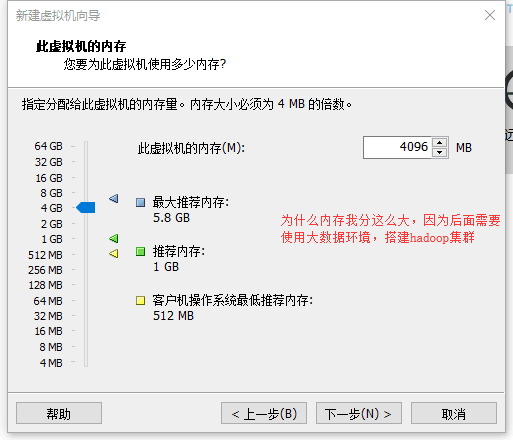 新建虚拟机向导
此虚拟机的内存
您要为此虚拟机使用多少内存?
指定分配给此虚拟机的内存量。内存大小必须为 4 MB 的倍数。
此虚拟机的内存(M):
4096 MB
64 GB
32 GB
16 GB
8 GB
4 GB
2 GB
1 GB
512 MB
256 MB
128 MB
64 MB
32 MB
16 MB
8 MB
4 MB
最大推荐内存:
5.8 GB
推荐内存:
1 GB
客户机操作系统最低推荐内存:
512 MB
为什么内存我分这么大，因为后面需要
使用大数据环境，搭建hadoop集群
帮助
< 上一步(B)
下一步(N) >
取消